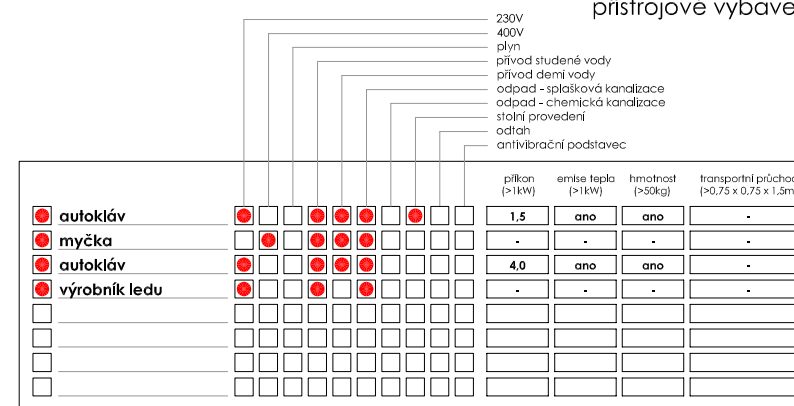 přístrojové vybave
230V
400V
plyn
přívod studené vody
přívod demi vody
odpad - splašková kanalizace
odpad - chemická kanalizace
stolní provedení
odtah
antivibrační podstavec
příkon emise tepla hmotnost transportní průchod
(>1kW) (>1kW) (>50kg) (>0,75 x 0,75 x 1,5m
autokláv 1,5 ano ano -
myčka - - - -
autokláv 4,0 ano ano -
výrobník ledu - - - -